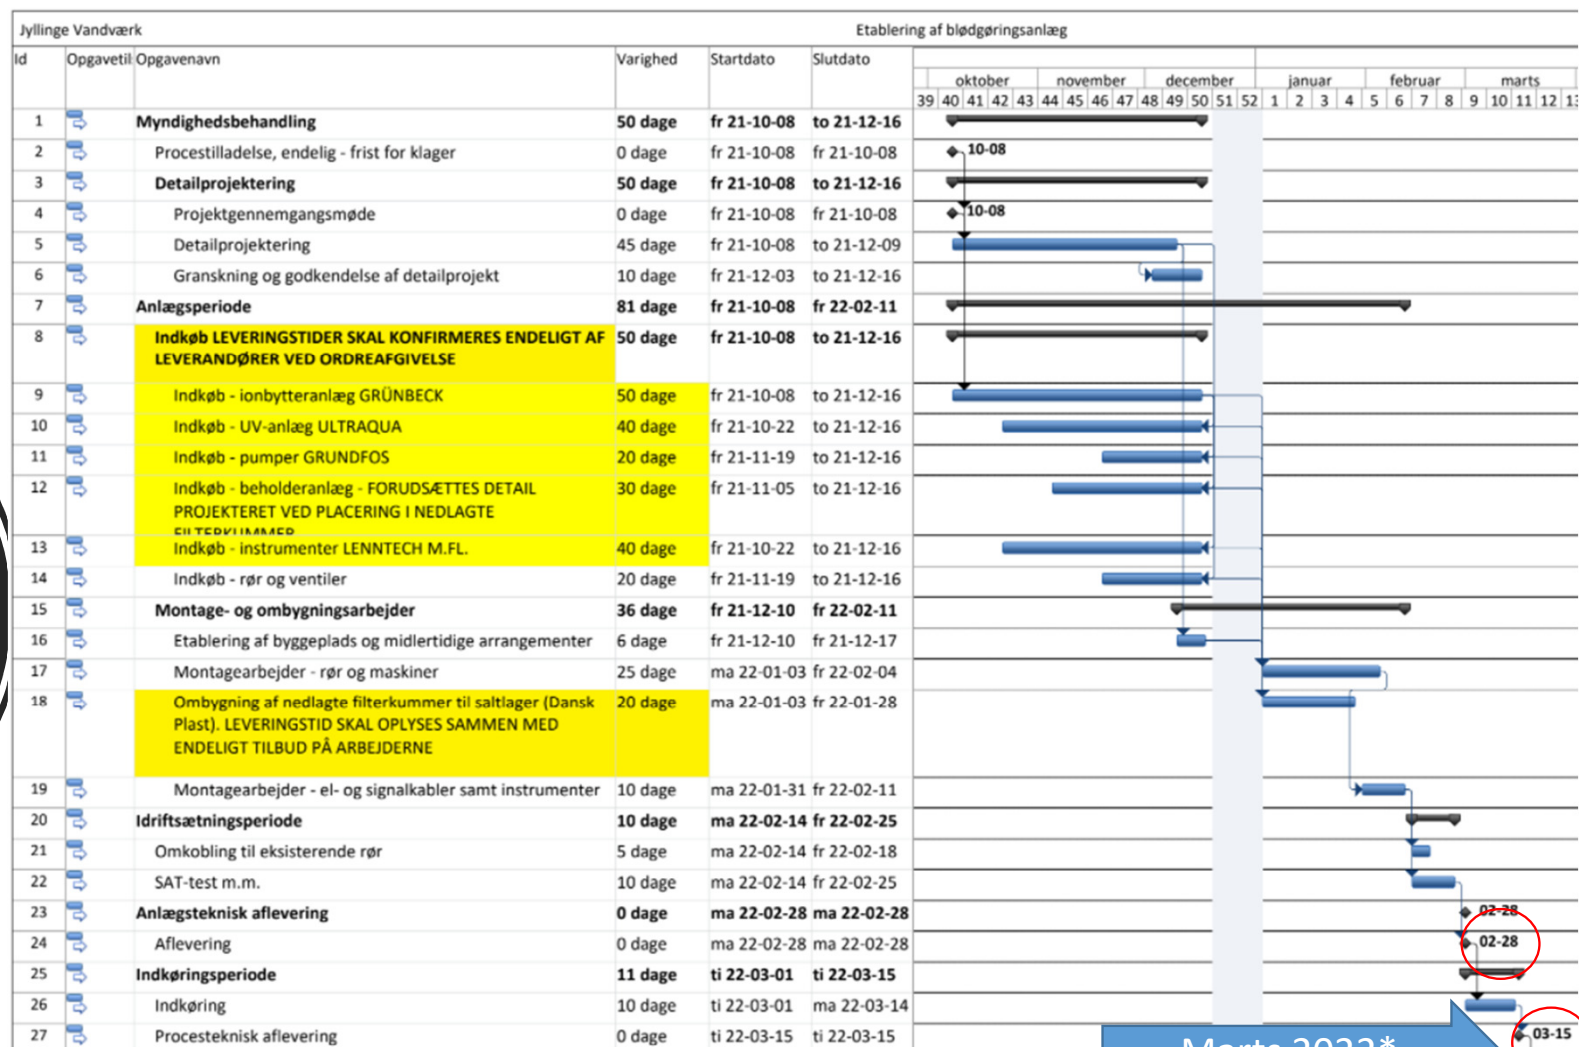 Jyllinge Vandværk Etablering af blødgøringsanlæg
Id Opgavetil Opgavenavn Varighed Startdato Slutdato
oktober november december januar februar marts
39 40 41 42 43 44 45 46 47 48 49 50 51 52 1 2 3 4 5 6 7 8 9 10 11 12 13
1 Myndighedsbehandling 50 dage fr 21-10-08 to 21-12-16
2 Procestilladelse, endelig - frist for klager 0 dage fr 21-10-08 fr 21-10-08 10-08
3 Detailprojektering 50 dage fr 21-10-08 to 21-12-16
4 Projektgennemgangsmøde 0 dage fr 21-10-08 fr 21-10-08 10-08
5 Detailprojektering 45 dage fr 21-10-08 to 21-12-09
6 Granskning og godkendelse af detailprojekt 10 dage fr 21-12-03 to 21-12-16
7 Anlægsperiode 81 dage fr 21-10-08 fr 22-02-11
8 Indkøb LEVERINGSTIDER SKAL KONFIRMERES ENDELIGT AF 50 dage fr 21-10-08 to 21-12-16
LEVERANDØRER VED ORDREAFGIVELSE
9 Indkøb - ionbytteranlæg GRÜNBECK 50 dage fr 21-10-08 to 21-12-16
10 Indkøb - UV-anlæg ULTRAQUA 40 dage fr 21-10-22 to 21-12-16
11 Indkøb - pumper GRUNDFOS 20 dage fr 21-11-19 to 21-12-16
12 Indkøb - beholderanlæg - FORUDSÆTTES DETAIL 30 dage fr 21-11-05 to 21-12-16
PROJEKTERET VED PLACERING I NEDLAGTE
FILTERKUMMER
13 Indkøb - instrumenter LENNTECH M.FL. 40 dage fr 21-10-22 to 21-12-16
14 Indkøb - rør og ventiler 20 dage fr 21-11-19 to 21-12-16
15 Montage- og ombygningsarbejder 36 dage fr 21-12-10 fr 22-02-11
16 Etablering af byggeplads og midlertidige arrangementer 6 dage fr 21-12-10 fr 21-12-17
17 Montagearbejder - rør og maskiner 25 dage ma 22-01-03 fr 22-02-04
18 Ombygning af nedlagte filterkummer til saltlager (Dansk 20 dage ma 22-01-03 fr 22-01-28
Plast). LEVERINGSTID SKAL OPLYSES SAMMEN MED
ENDELIGT TILBUD PÅ ARBEJDERNE
19 Montagearbejder - el- og signalkabler samt instrumenter 10 dage ma 22-01-31 fr 22-02-11
20 Idriftsætningsperiode 10 dage ma 22-02-14 fr 22-02-25
21 Omkobling til eksisterende rør 5 dage ma 22-02-14 fr 22-02-18
22 SAT-test m.m. 10 dage ma 22-02-14 fr 22-02-25
23 Anlægsteknisk aflevering 0 dage ma 22-02-28 ma 22-02-28 02-28
24 Aflevering 0 dage ma 22-02-28 ma 22-02-28 02-28
25 Indkøringsperiode 11 dage ti 22-03-01 ti 22-03-15
26 Indkøring 10 dage ti 22-03-01 ma 22-03-14
27 Procesteknisk aflevering 0 dage ti 22-03-15 ti 22-03-15 03-15
Marts 2022*